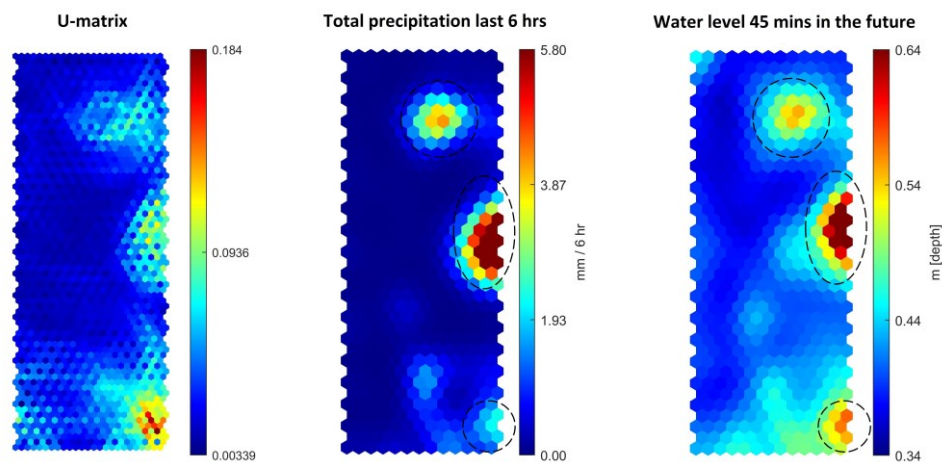 U-matrix
Total precipitation last 6 hrs
Water level 45 mins in the future
0.184
0.0936
0.00339
5.80
3.87
1.93
0.00
mm / 6 hr
0.64
0.54
0.44
0.34
m [depth]